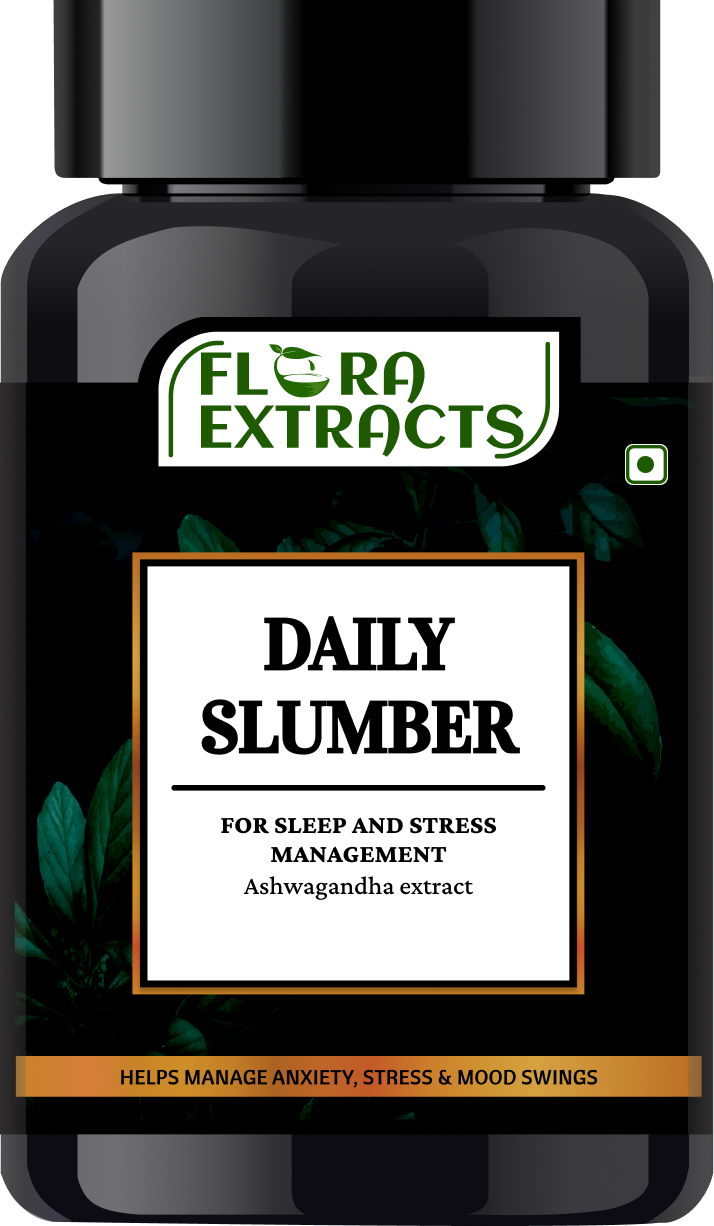 FLORA
EXTRACTS
DAILY
SLUMBER
FOR SLEEP AND STRESS
MANAGEMENT
Ashwagandha extract
HELPS MANAGE ANXIETY, STRESS & MOOD SWINGS